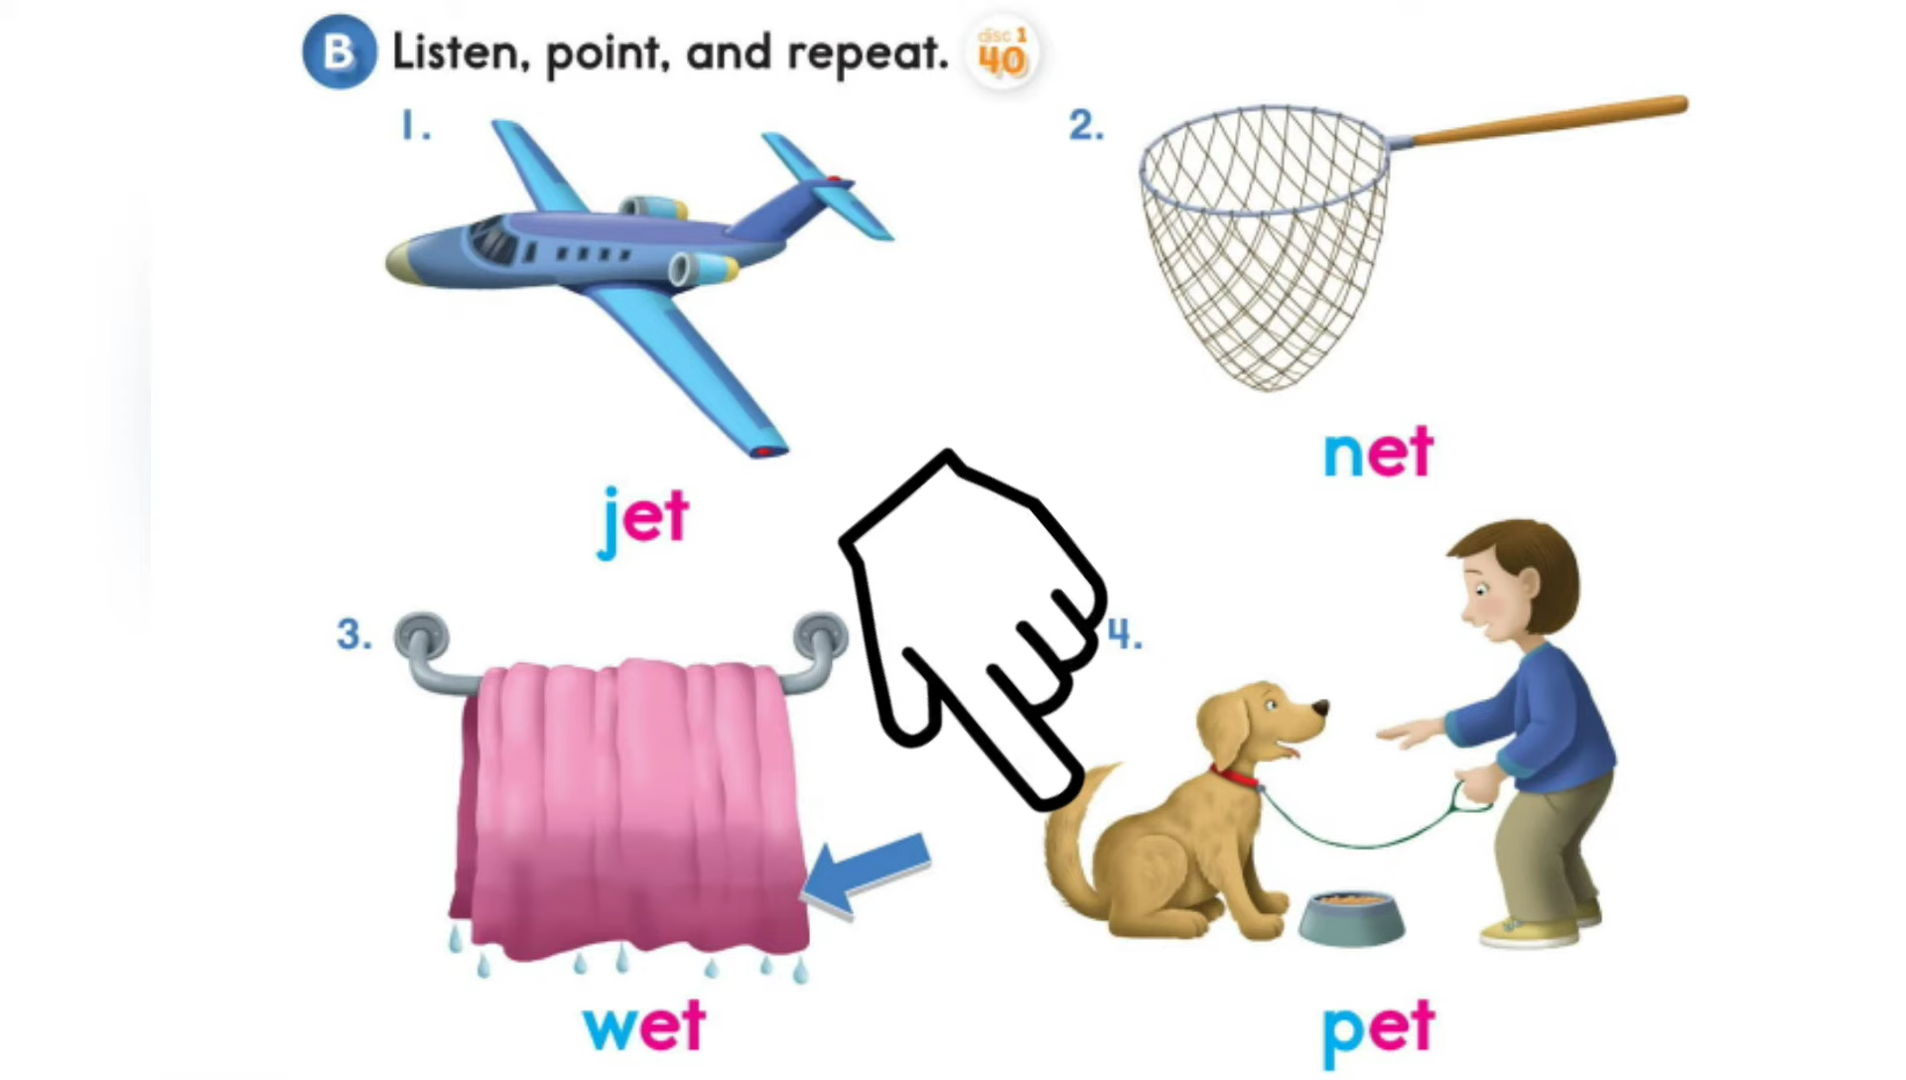 B Listen, point, and repeat. disc 1 40
1.
2.
net
jet
3.
4.
wet
pet